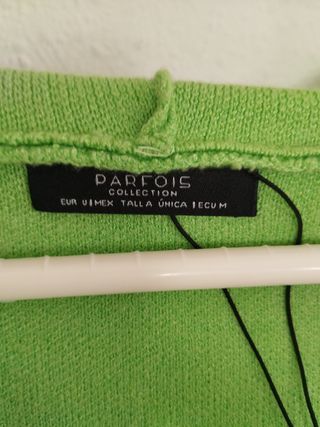 PARFOIS
COLLECTION
EUR U | MEX TALLA ÚNICA | ECU M